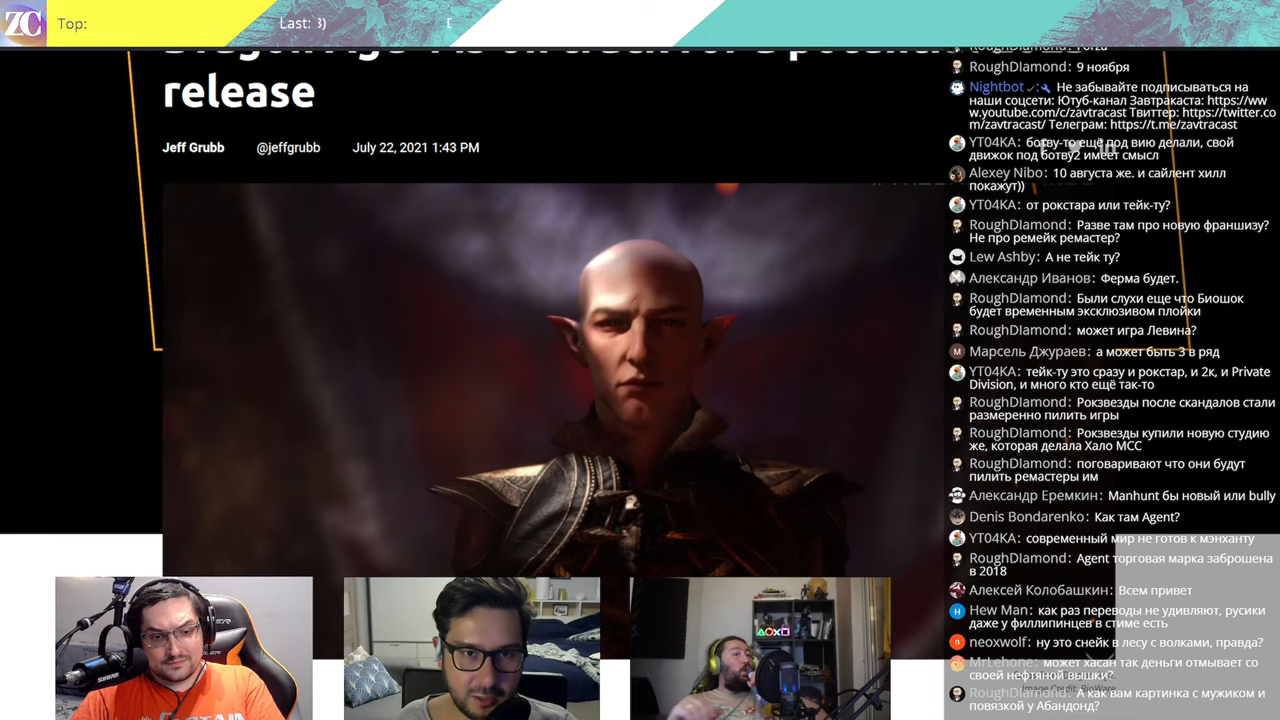 ZC
Top:
Last: 3)
release
Jeff Grubb @jeffgrubb July 22, 2021 1:43 PM
RoughDIamond: Forza
RoughDIamond: 9 ноября
Nightbot : Не забывайте подписываться на
наши соцсети: Ютуб-канал Завтракаста: https://ww
w.youtube.com/c/zavtracast Твиттер: https://twitter.co
m/zavtracast/ Телеграм: https://t.me/zavtracast
YT04KA: ботву-то ещё под вию делали, свой
движок под ботву2 имеет смысл
Alexey Nibo: 10 августа же. и сайлент хилл
покажут))
YT04KA: от рокстара или тейк-ту?
RoughDIamond: Разве там про новую франшизу?
Не про ремейк ремастер?
Lew Ashby: А не тейк ту?
Александр Иванов: Ферма будет.
RoughDIamond: Были слухи еще что Биошок
будет временным эксклюзивом плойки
RoughDIamond: может игра Левина?
М Марсель Джураев: а может быть 3 в ряд
YT04KA: тейк-ту это сразу и рокстар, и 2к, и Private
Division, и много кто ещё так-то
RoughDIamond: Рокзвезды после скандалов стали
размеренно пилить игры
RoughDIamond: Рокзвезды купили новую студию
же, которая делала Хало МСС
RoughDIamond: поговаривают что они будут
пилить ремастеры им
Александр Еремкин: Manhunt бы новый или bully
Denis Bondarenko: Как там Agent?
YT04KA: современный мир не готов к мэнханту
RoughDIamond: Agent торговая марка заброшена
в 2018
Алексей Колобашкин: Всем привет
H Hew Man: как раз переводы не удивляют, русики
даже у филлипинцев в стиме есть
n neoxwolf: ну это снейк в лесу с волками, правда?
MrLehone: может хасан так деньги отмывает со
своей нефтяной вышки?
Image Credit: BioWare
RoughDIamond: А как вам картинка с мужиком и
повязкой у Абандонд?
SHURE